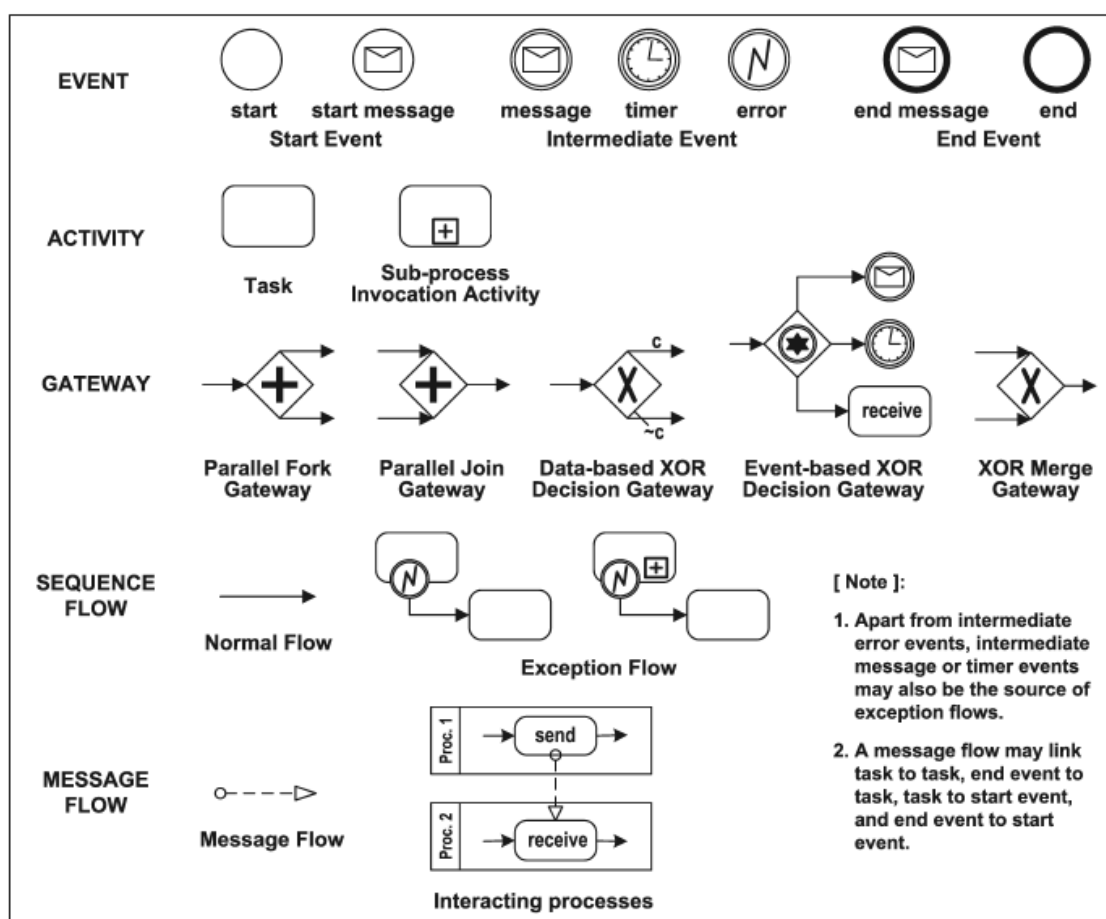 EVENT
start
start message
message
timer
error
end message
end
Start Event
Intermediate Event
End Event
ACTIVITY
Task
Sub-process
Invocation Activity
GATEWAY
c
~c
receive
Parallel Fork
Gateway
Parallel Join
Gateway
Data-based XOR
Decision Gateway
Event-based XOR
Decision Gateway
XOR Merge
Gateway
SEQUENCE
FLOW
Normal Flow
Exception Flow
[ Note ]:
1. Apart from intermediate
error events, intermediate
message or timer events
may also be the source of
exception flows.
2. A message flow may link
task to task, end event to
task, task to start event,
and end event to start
event.
MESSAGE
FLOW
Message Flow
Proc. 1
send
Proc. 2
receive
Interacting processes